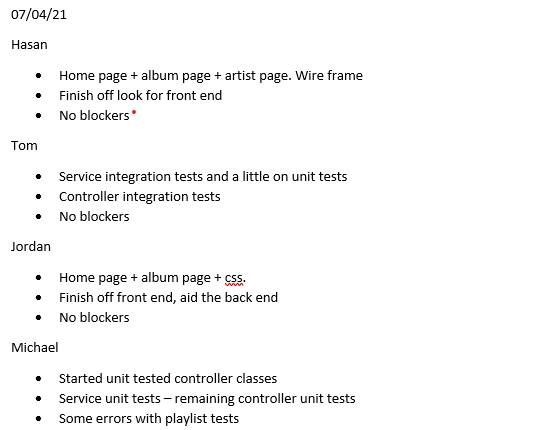 07/04/21
Hasan
• Home page + album page + artist page. Wire frame
• Finish off look for front end
• No blockers
Tom
• Service integration tests and a little on unit tests
• Controller integration tests
• No blockers
Jordan
• Home page + album page + css.
• Finish off front end, aid the back end
• No blockers
Michael
• Started unit tested controller classes
• Service unit tests – remaining controller unit tests
• Some errors with playlist tests